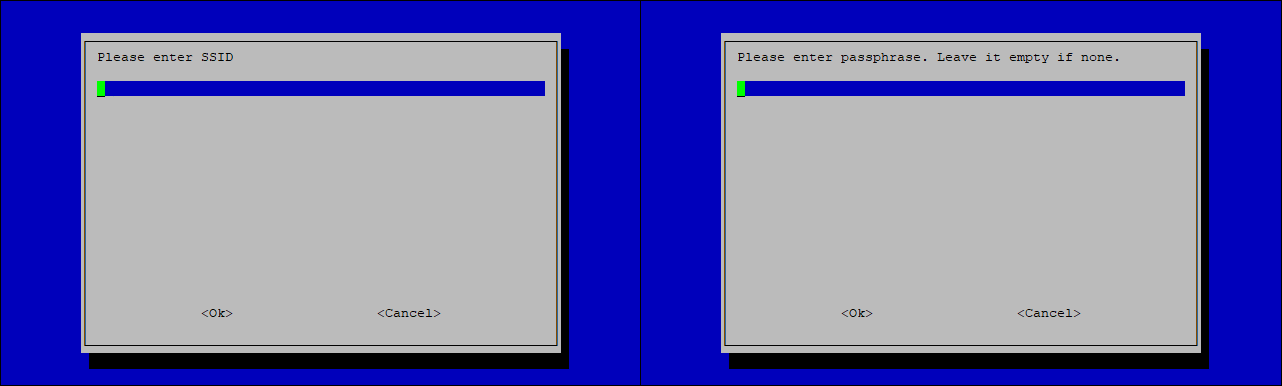 Please enter SSID
<Ok> <Cancel>
Please enter passphrase. Leave it empty if none.
<Ok> <Cancel>